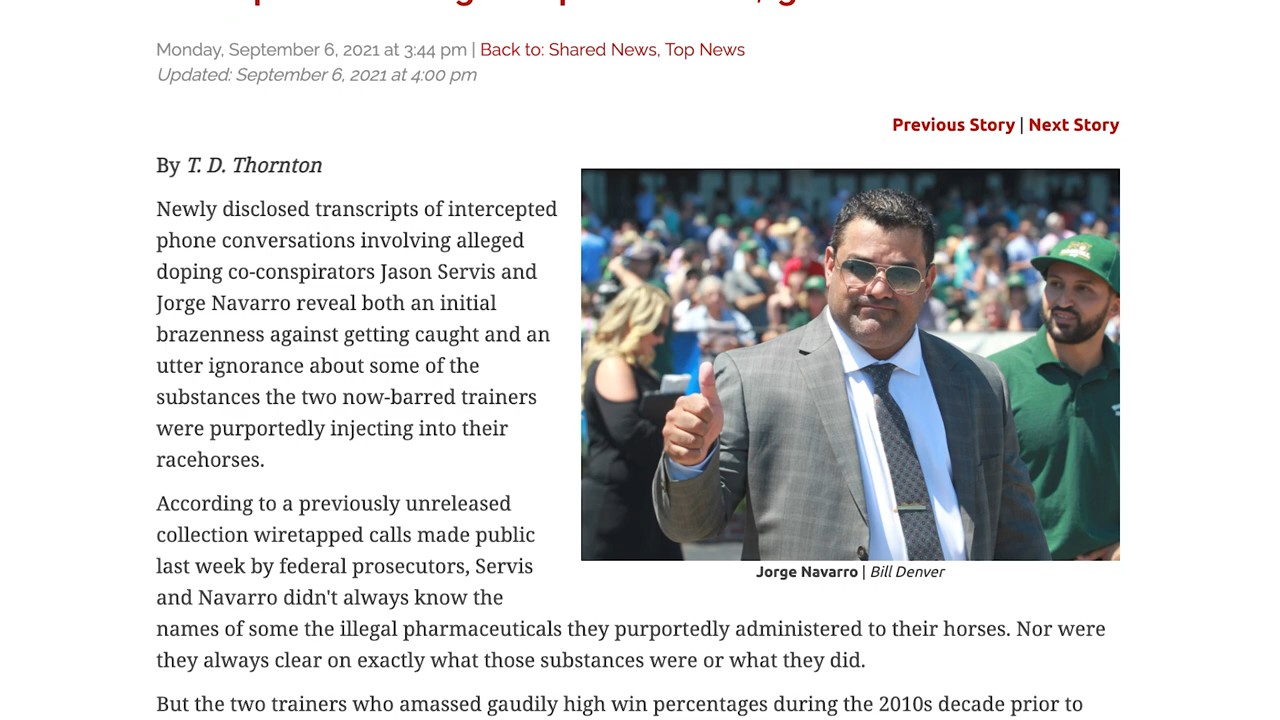 Monday, September 6, 2021 at 3:44 pm | Back to: Shared News, Top News
Updated: September 6, 2021 at 4:00 pm
Previous Story | Next Story
By T. D. Thornton
Newly disclosed transcripts of intercepted
phone conversations involving alleged
doping co-conspirators Jason Servis and
Jorge Navarro reveal both an initial
brazenness against getting caught and an
utter ignorance about some of the
substances the two now-barred trainers
were purportedly injecting into their
racehorses.
According to a previously unreleased
collection wiretapped calls made public
last week by federal prosecutors, Servis
and Navarro didn't always know the
Jorge Navarro | Bill Denver
names of some the illegal pharmaceuticals they purportedly administered to their horses. Nor were
they always clear on exactly what those substances were or what they did.
But the two trainers who amassed gaudily high win percentages during the 2010s decade prior to